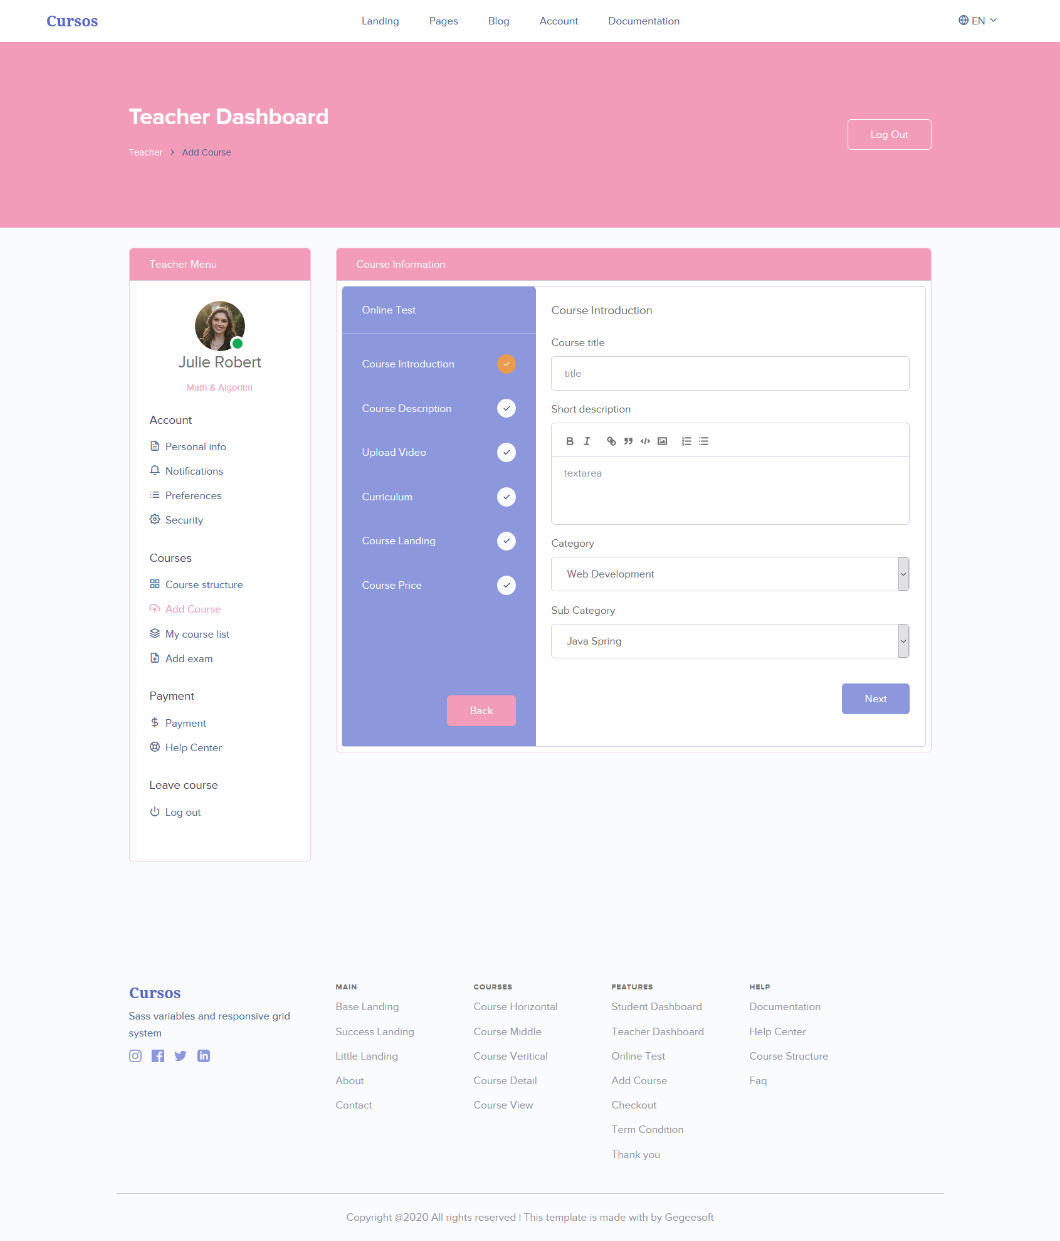 Cursos
Landing
Pages
Blog
Account
Documentation
EN
Teacher Dashboard
Teacher > Add Course
Log Out
Teacher Menu
Julie Robert
Math & Algoritm
Account
Personal info
Notifications
Preferences
Security
Courses
Course structure
Add Course
My course list
Add exam
Payment
Payment
Help Center
Leave course
Log out
Course Information
Online Test
Course Introduction
Course Description
Upload Video
Curriculum
Course Landing
Course Price
Back
Course Introduction
Course title
title
Short description
textarea
Category
Web Development
Sub Category
Java Spring
Next
Cursos
Sass variables and responsive grid
system
MAIN
Base Landing
Success Landing
Little Landing
About
Contact
COURSES
Course Horizontal
Course Middle
Course Veritical
Course Detail
Course View
FEATURES
Student Dashboard
Teacher Dashboard
Online Test
Add Course
Checkout
Term Condition
Thank you
HELP
Documentation
Help Center
Course Structure
Faq
Copyright @2020 All rights reserved | This template is made with by Gegeesoft